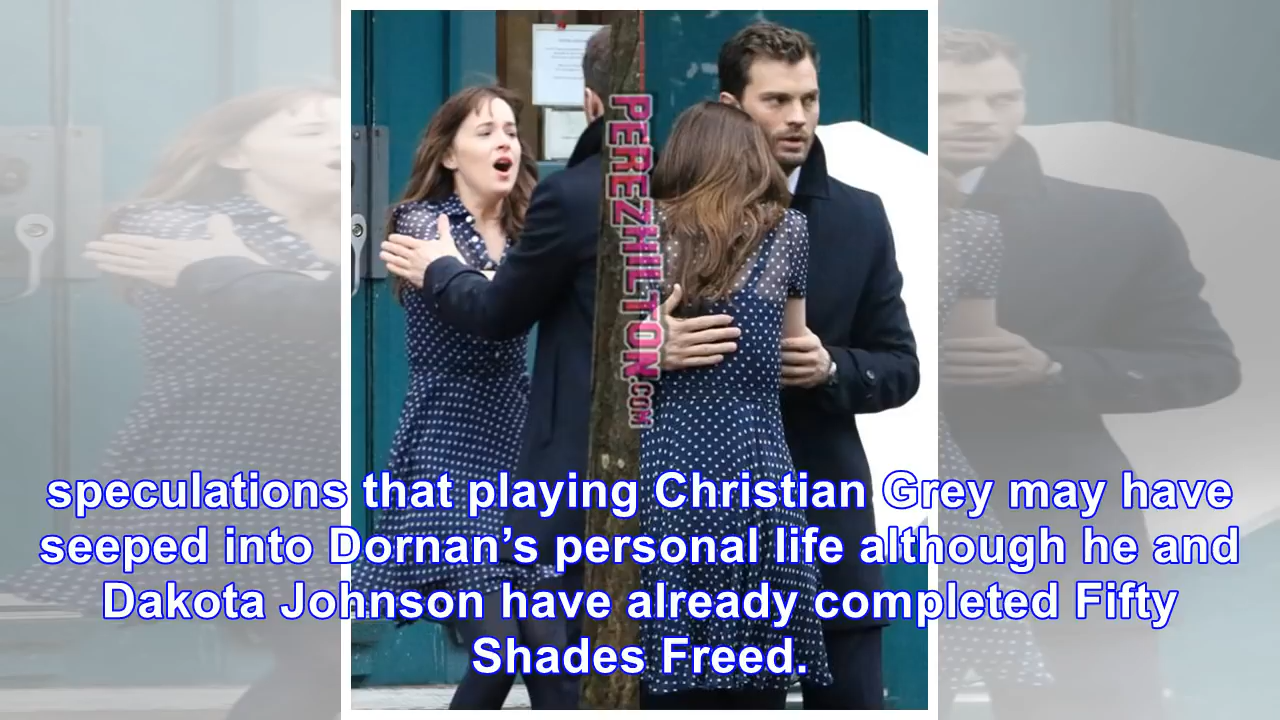 PEREZHILTON.COM
speculations that playing Christian Grey may have
seeped into Dornan’s personal life although he and
Dakota Johnson have already completed Fifty
Shades Freed.